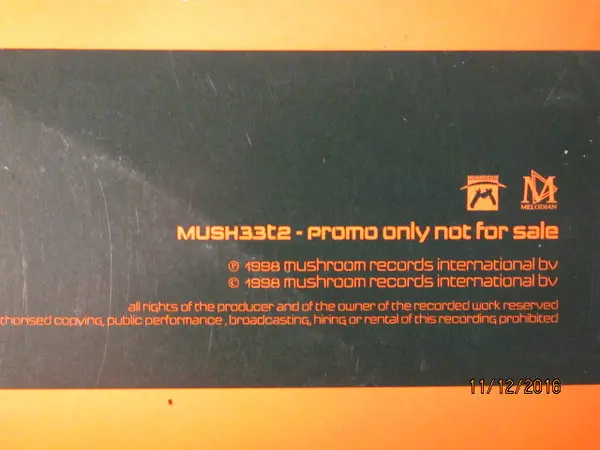 MUSHROOM
MELODIAN
MUSH33t2 - promo only not for sale
℗ 1998 mushroom records international bv
© 1998 mushroom records international bv
all rights of the producer and of the owner of the recorded work reserved
thorised copying, public performance, broadcasting, hiring or rental of this recording prohibited
11/12/2016